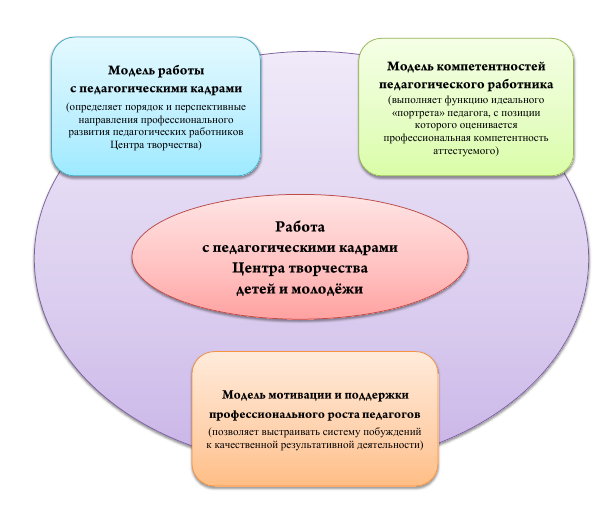 Модель работы
с педагогическими кадрами
(определяет порядок и перспективные
направления профессионального
развития педагогических работников
Центра творчества)
Модель компетентностей
педагогического работника
(выполняет функцию идеального
«портрета» педагога, с позиции
которого оценивается
профессиональная компетентность
аттестуемого)
Работа
с педагогическими кадрами
Центра творчества
детей и молодёжи
Модель мотивации и поддержки
профессионального роста педагогов
(позволяет выстраивать систему побуждений
к качественной результативной деятельности)